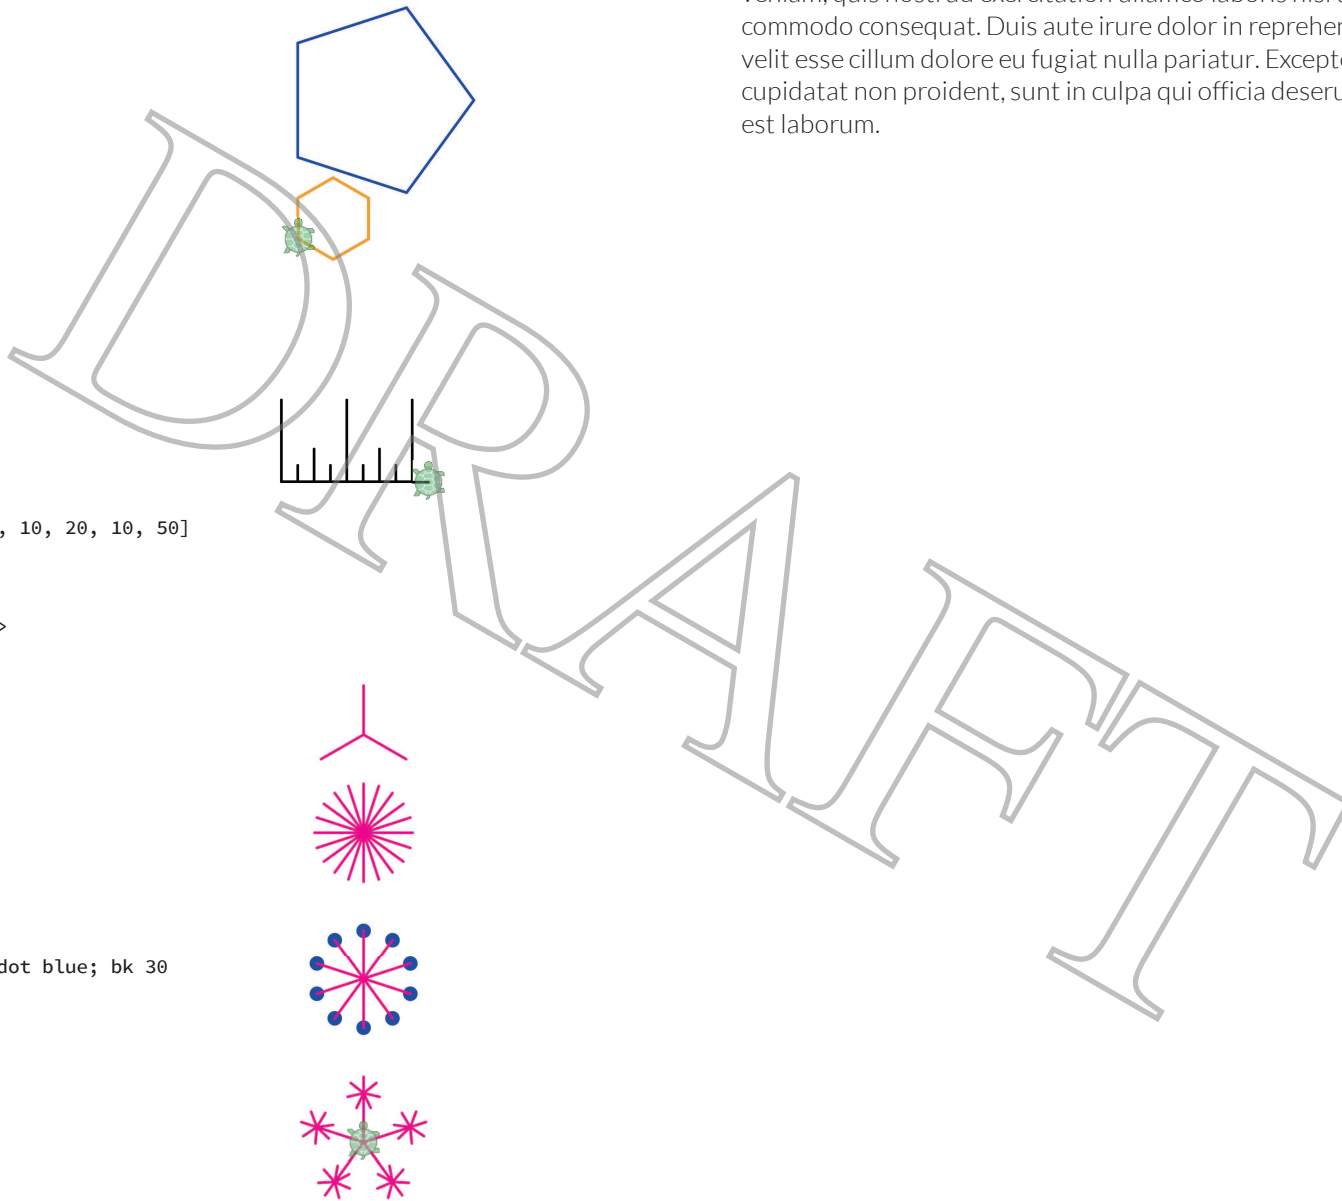 commodo consequat. Duis aute irure dolor in reprehen
velit esse cillum dolore eu fugiat nulla pariatur. Except
cupidatat non proident, sunt in culpa qui officia deseru
est laborum.
, 10, 20, 10, 50]
>
dot blue; bk 30
DRAFT